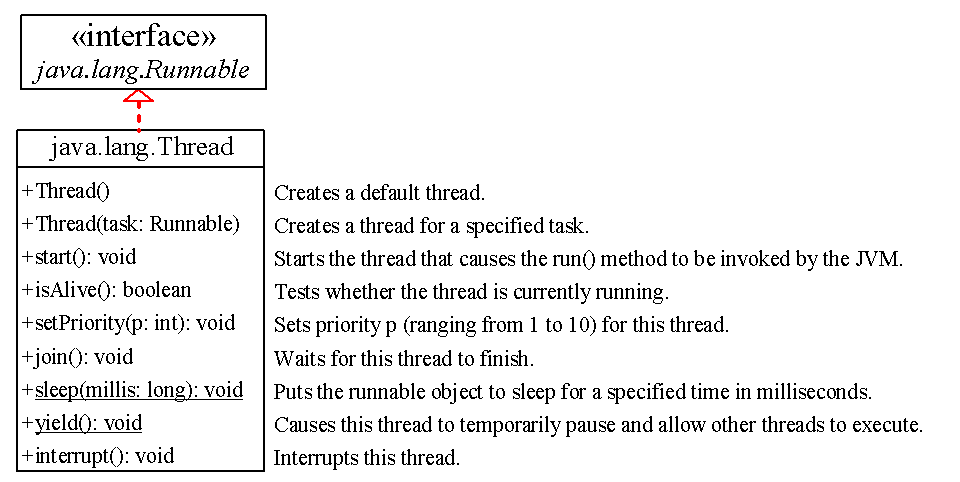 «interface»
java.lang.Runnable
java.lang.Thread
+Thread() Creates a default thread.
+Thread(task: Runnable) Creates a thread for a specified task.
+start(): void Starts the thread that causes the run() method to be invoked by the JVM.
+isAlive(): boolean Tests whether the thread is currently running.
+setPriority(p: int): void Sets priority p (ranging from 1 to 10) for this thread.
+join(): void Waits for this thread to finish.
+sleep(millis: long): void Puts the runnable object to sleep for a specified time in milliseconds.
+yield(): void Causes this thread to temporarily pause and allow other threads to execute.
+interrupt(): void Interrupts this thread.